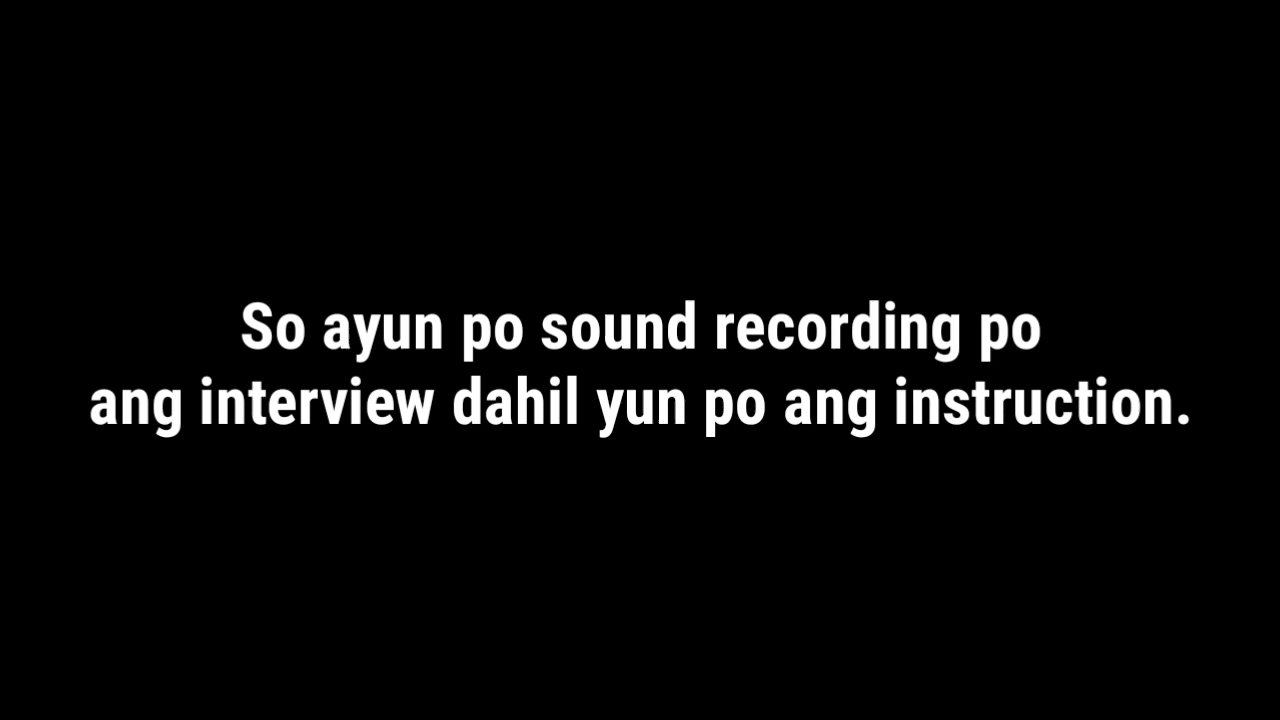 So ayun po sound recording po
ang interview dahil yun po ang instruction.